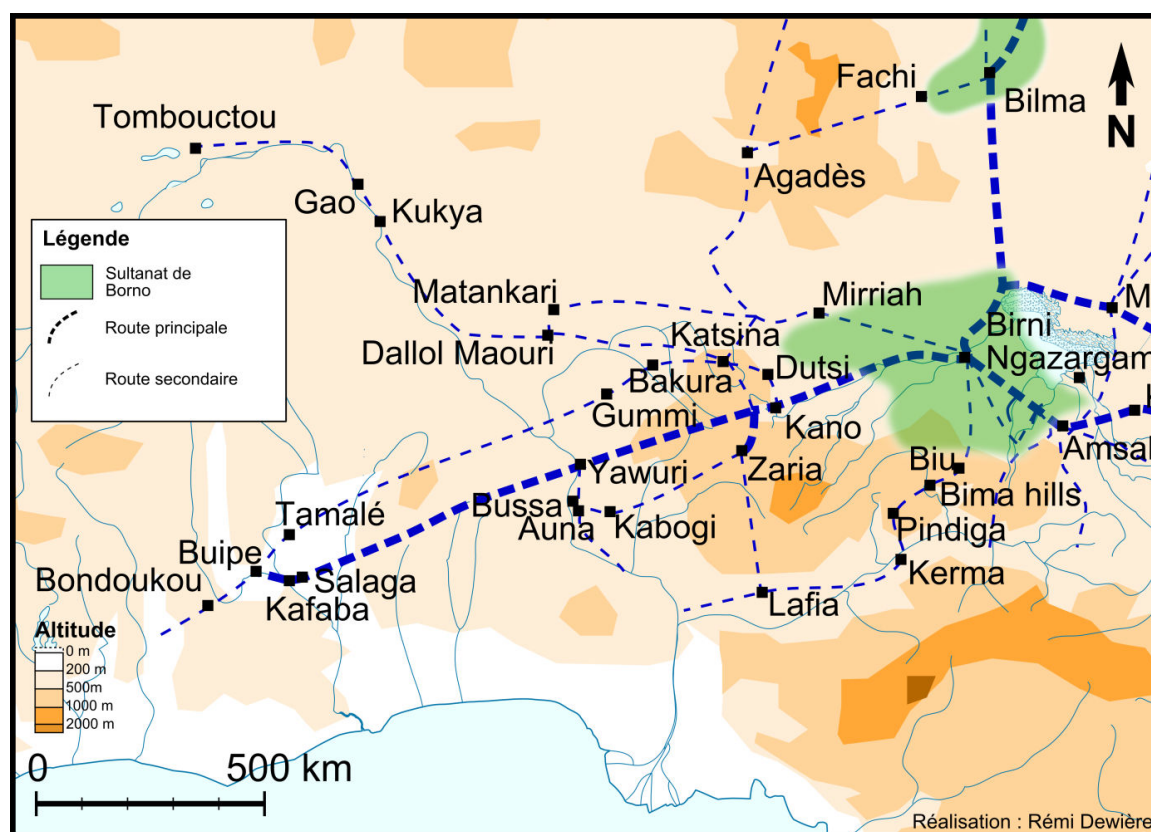 Fachi
Bilma
N
Tombouctou
Agadès
Gao
Kukya
Légende
Sultanat de
Borno
Route principale
Route secondaire
Matankari
Mirriah
M
Katsina
Birni
Ngazargam
Dallol Maouri
Dutsi
Bakura
Gummi
Kano
Amsa
Yawuri
Zaria
Biu
Bussa
Bima hills
Auna
Kabogi
Tamalé
Pindiga
Buipe
Salaga
Kerma
Bondoukou
Kafaba
Lafia
Altitude
0 m
200 m
500m
1000 m
2000 m
0 500 km
Réalisation : Rémi Dewière